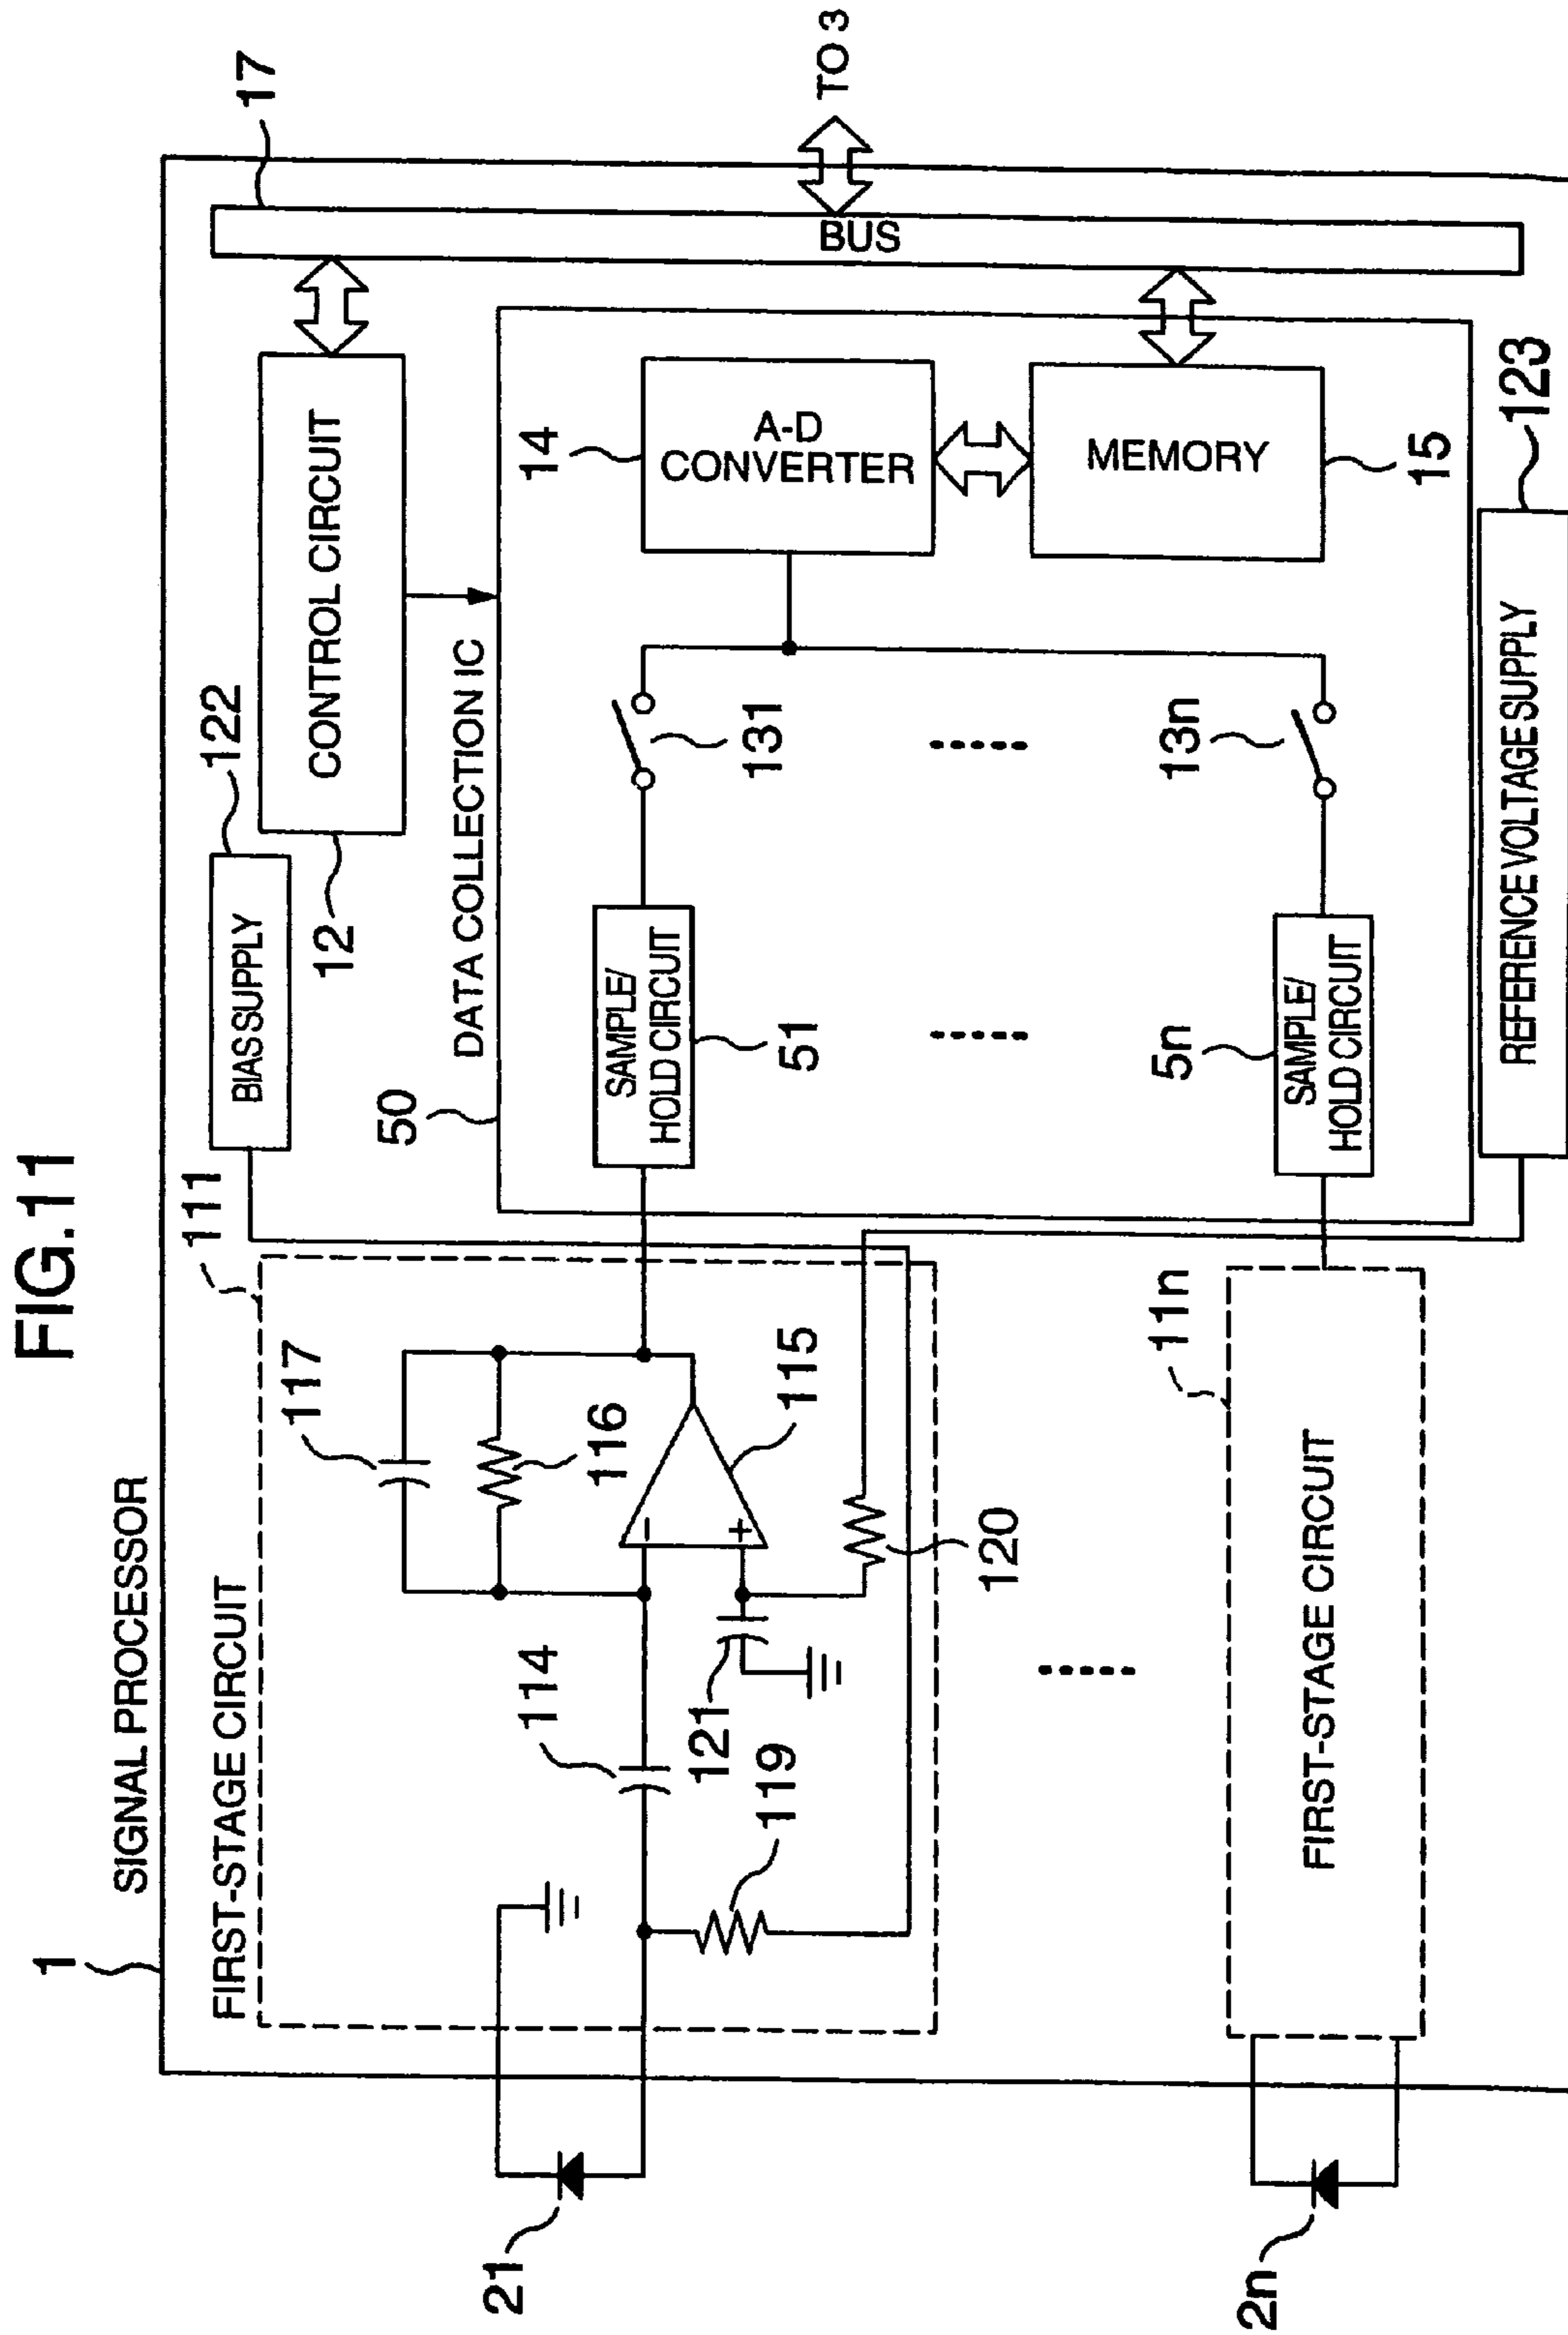 FIG.11
1
SIGNAL PROCESSOR
FIRST-STAGE CIRCUIT
111
BIAS SUPPLY
122
17
CONTROL CIRCUIT
12
50
DATA COLLECTION IC
117
116
114
115
121
119
120
SAMPLE/
HOLD CIRCUIT
51
131
14
A-D
CONVERTER
MEMORY
15
BUS
TO 3
21
11n
FIRST-STAGE CIRCUIT
5n
SAMPLE/
HOLD CIRCUIT
13n
REFERENCE VOLTAGE SUPPLY
123
2n
-
+